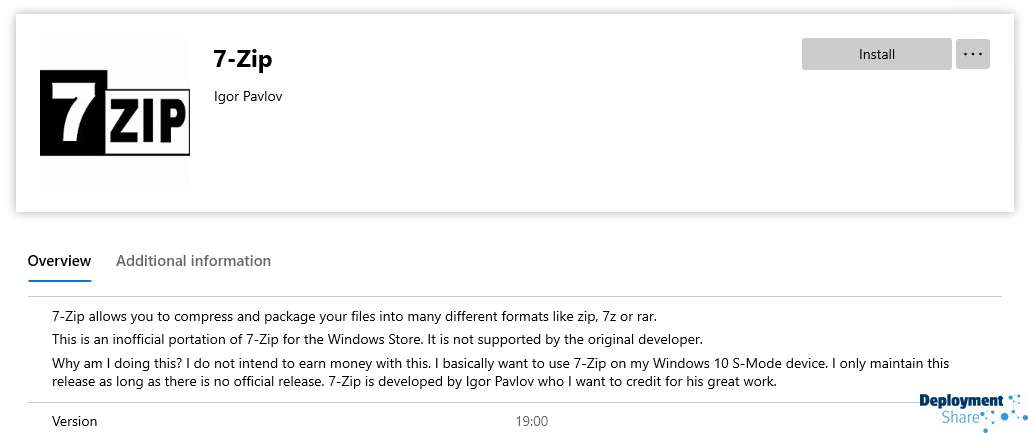 7-Zip
Install
...
Igor Pavlov
7ZIP
Overview
Additional information
7-Zip allows you to compress and package your files into many different formats like zip, 7z or rar.
This is an inofficial portation of 7-Zip for the Windows Store. It is not supported by the original developer.
Why am I doing this? I do not intend to earn money with this. I basically want to use 7-Zip on my Windows 10 S-Mode device. I only maintain this
release as long as there is no official release. 7-Zip is developed by Igor Pavlov who I want to credit for his great work.
Version 19:00
Deployment
Share